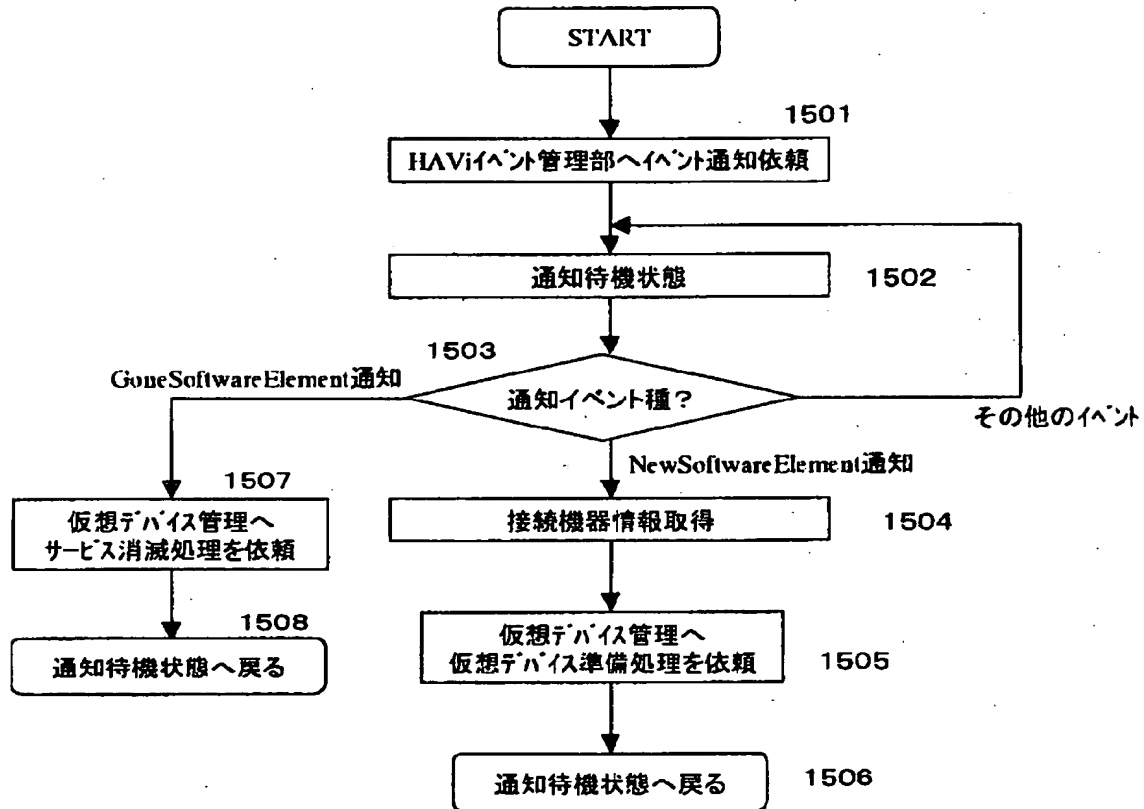 START
1501
HAViイベント管理部へイベント通知依頼
通知待機状態
1502
1503
GoneSoftwareElement通知
通知イベント種？
その他のイベント
NewSoftwareElement通知
1507
仮想デバイス管理へ
サービス消滅処理を依頼
接続機器情報取得
1504
1508
通知待機状態へ戻る
仮想デバイス管理へ
仮想デバイス準備処理を依頼
1505
通知待機状態へ戻る
1506